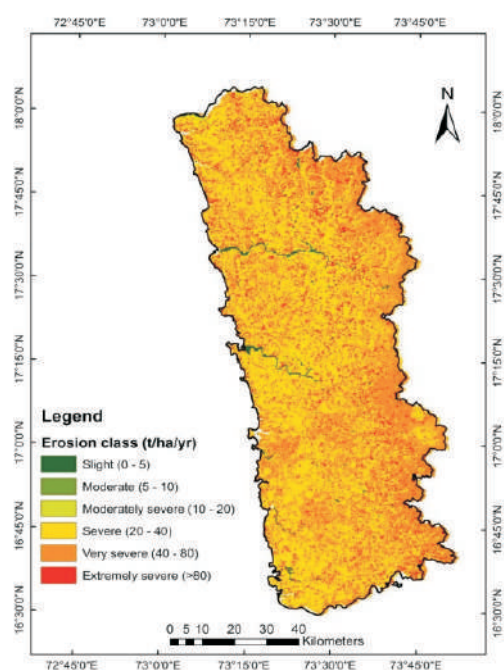 72°45'0"E 73°0'0"E 73°15'0"E 73°30'0"E 73°45'0"E
N
18°0'0"N 18°0'0"N
17°45'0"N 17°45'0"N
17°30'0"N 17°30'0"N
17°15'0"N 17°15'0"N
17°0'0"N 17°0'0"N
16°45'0"N 16°45'0"N
16°30'0"N 16°30'0"N
Legend
Erosion class (t/ha/yr)
Slight (0 - 5)
Moderate (5 - 10)
Moderately severe (10 - 20)
Severe (20 - 40)
Very severe (40 - 80)
Extremely severe (>80)
0 5 10 20 30 40
Kilometers
72°45'0"E 73°0'0"E 73°15'0"E 73°30'0"E 73°45'0"E